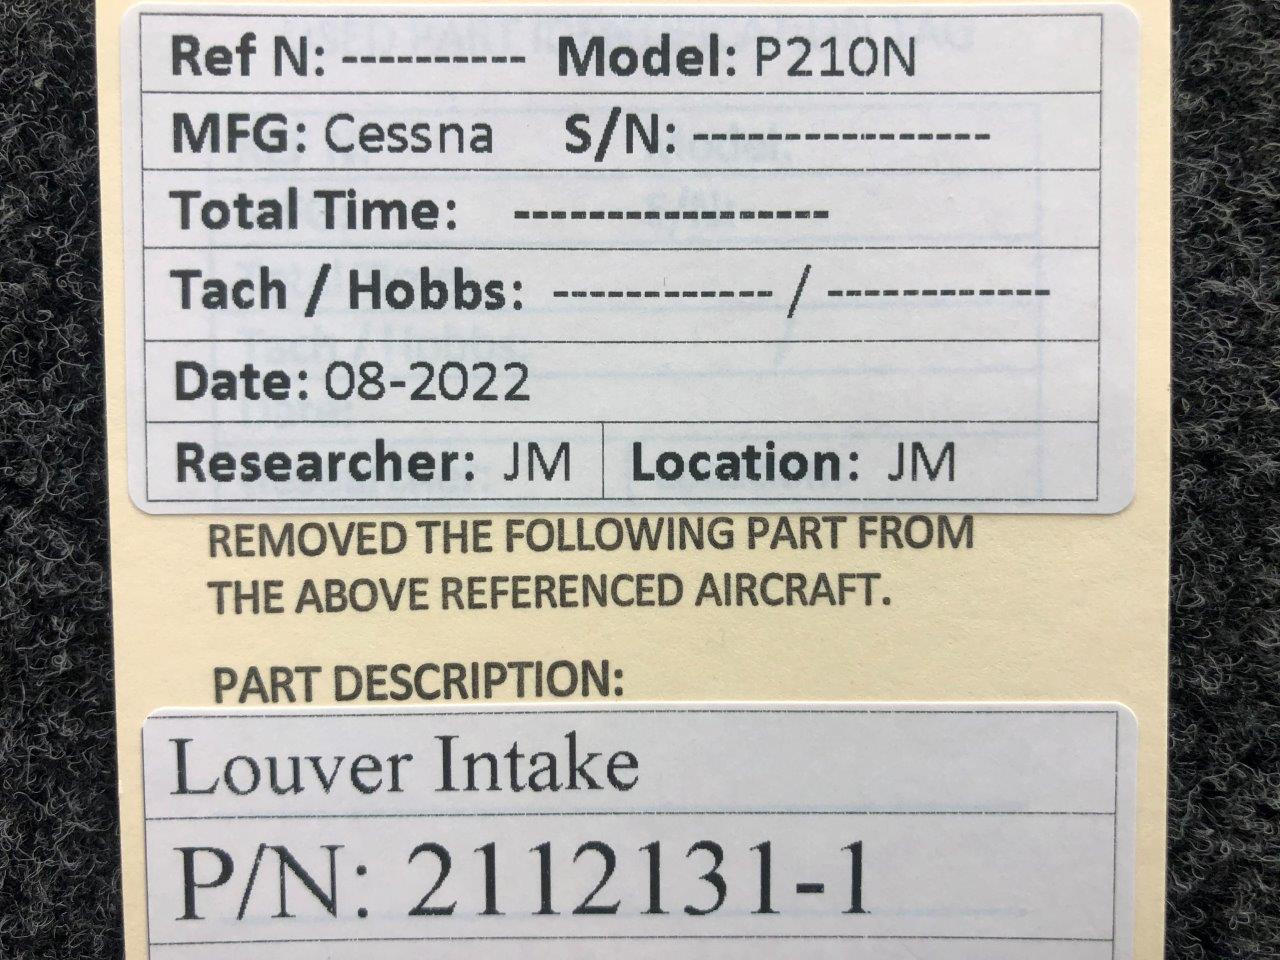 Ref N: ---------- Model: P210N
MFG: Cessna S/N: ----------------
Total Time: -----------------
Tach / Hobbs: ------------ / ------------
Date: 08-2022
Researcher: JM Location: JM
REMOVED THE FOLLOWING PART FROM
THE ABOVE REFERENCED AIRCRAFT.
PART DESCRIPTION:
Louver Intake
P/N: 2112131-1